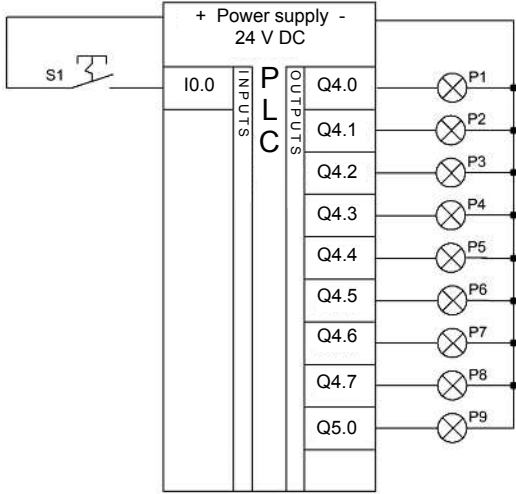 + Power supply -
24 V DC
S1
I0.0
INPUTS
PLC
OUTPUTS
Q4.0
P1
Q4.1
P2
Q4.2
P3
Q4.3
P4
Q4.4
P5
Q4.5
P6
Q4.6
P7
Q4.7
P8
Q5.0
P9